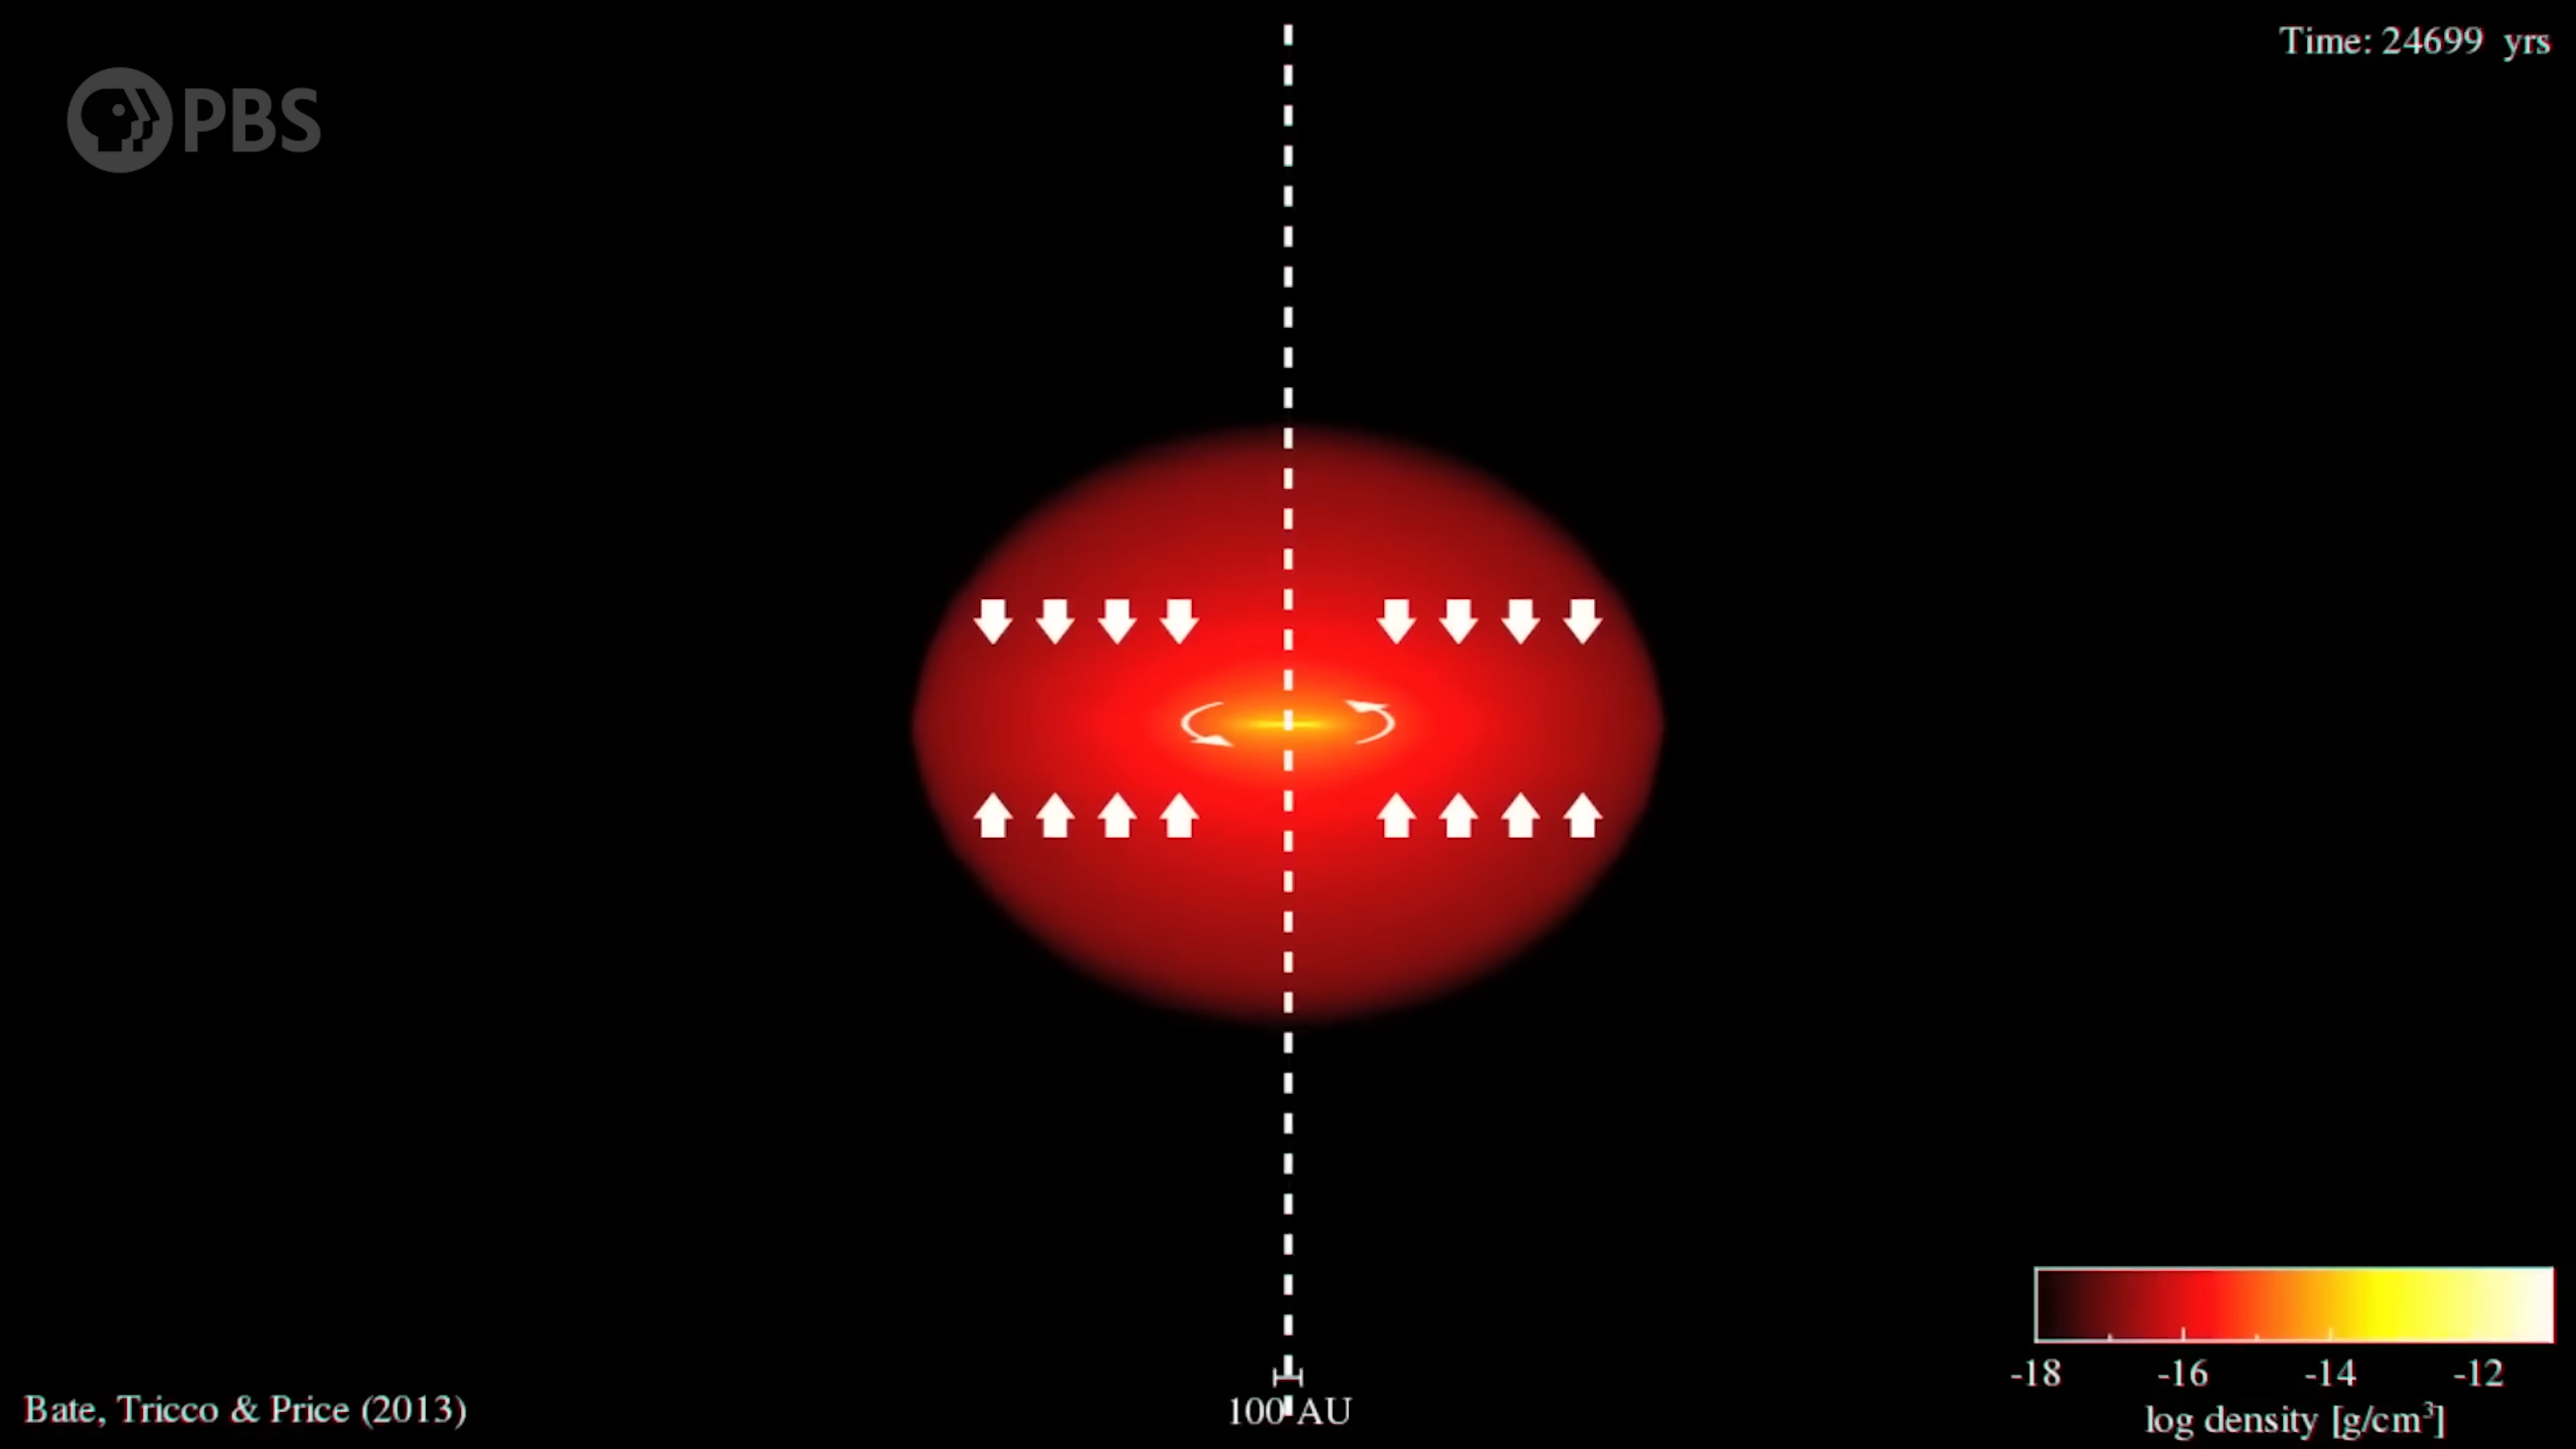 Time: 24699 yrs
PBS
-18 -16 -14 -12
log density [g/cm³]
100 AU
Bate, Tricco & Price (2013)